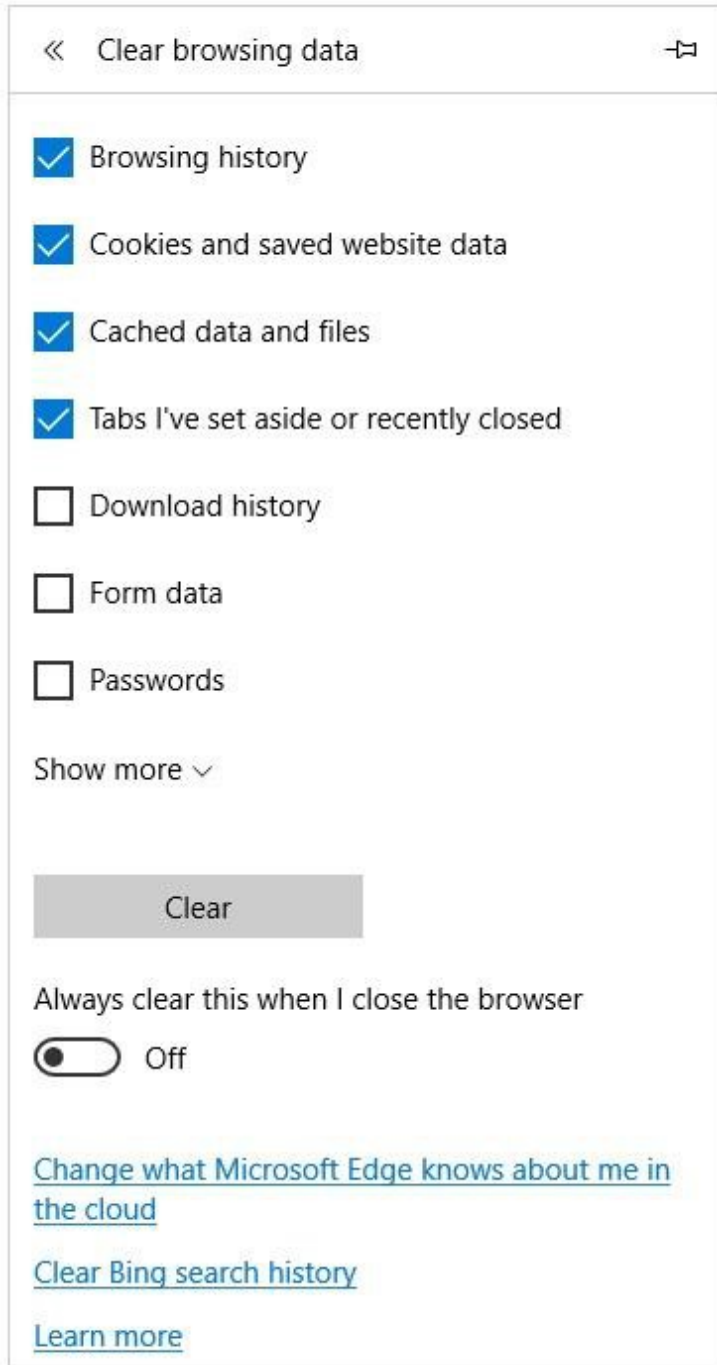 Clear browsing data
Browsing history
Cookies and saved website data
Cached data and files
Tabs I've set aside or recently closed
Download history
Form data
Passwords
Show more
Clear
Always clear this when I close the browser
Off
Change what Microsoft Edge knows about me in
the cloud
Clear Bing search history
Learn more